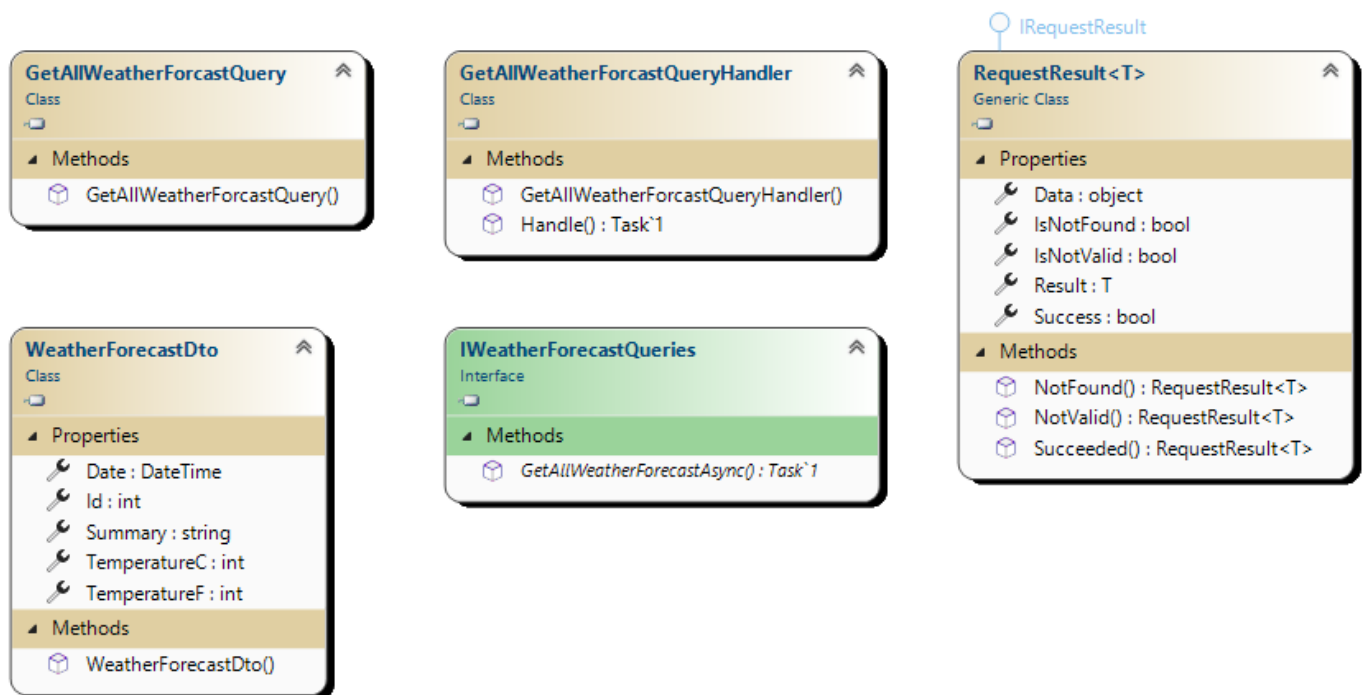 IRequestResult
GetAllWeatherForcastQuery
Class
Methods
GetAllWeatherForcastQuery()
GetAllWeatherForcastQueryHandler
Class
Methods
GetAllWeatherForcastQueryHandler()
Handle() : Task`1
RequestResult<T>
Generic Class
Properties
Data : object
IsNotFound : bool
IsNotValid : bool
Result : T
Success : bool
Methods
NotFound() : RequestResult<T>
NotValid() : RequestResult<T>
Succeeded() : RequestResult<T>
WeatherForecastDto
Class
Properties
Date : DateTime
Id : int
Summary : string
TemperatureC : int
TemperatureF : int
Methods
WeatherForecastDto()
IWeatherForecastQueries
Interface
Methods
GetAllWeatherForecastAsync() : Task`1